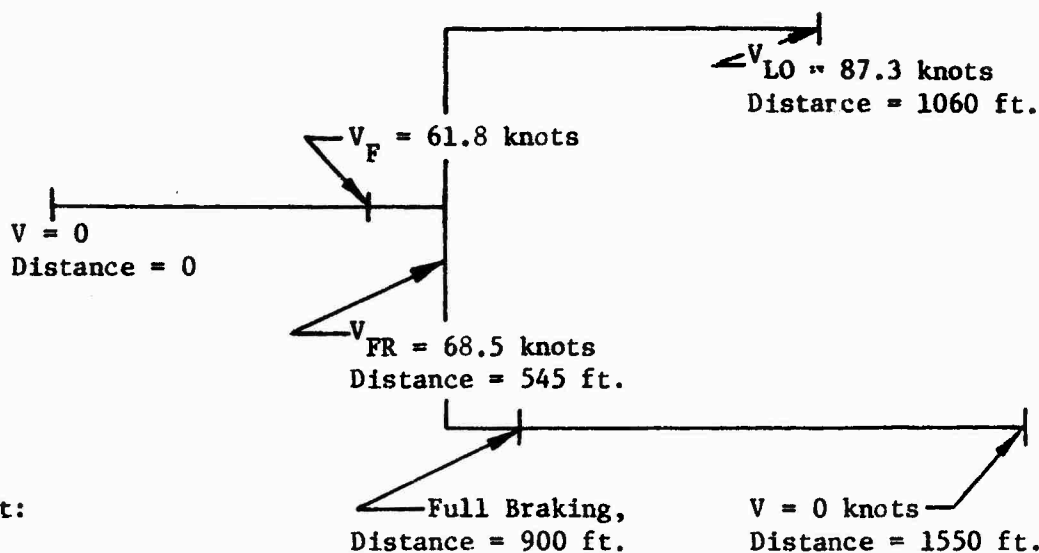 V_LO = 87.3 knots
Distarce = 1060 ft.
V_F = 61.8 knots
V = 0
Distance = 0
V_FR = 68.5 knots
Distance = 545 ft.
t:
Full Braking,
Distance = 900 ft.
V = 0 knots
Distance = 1550 ft.